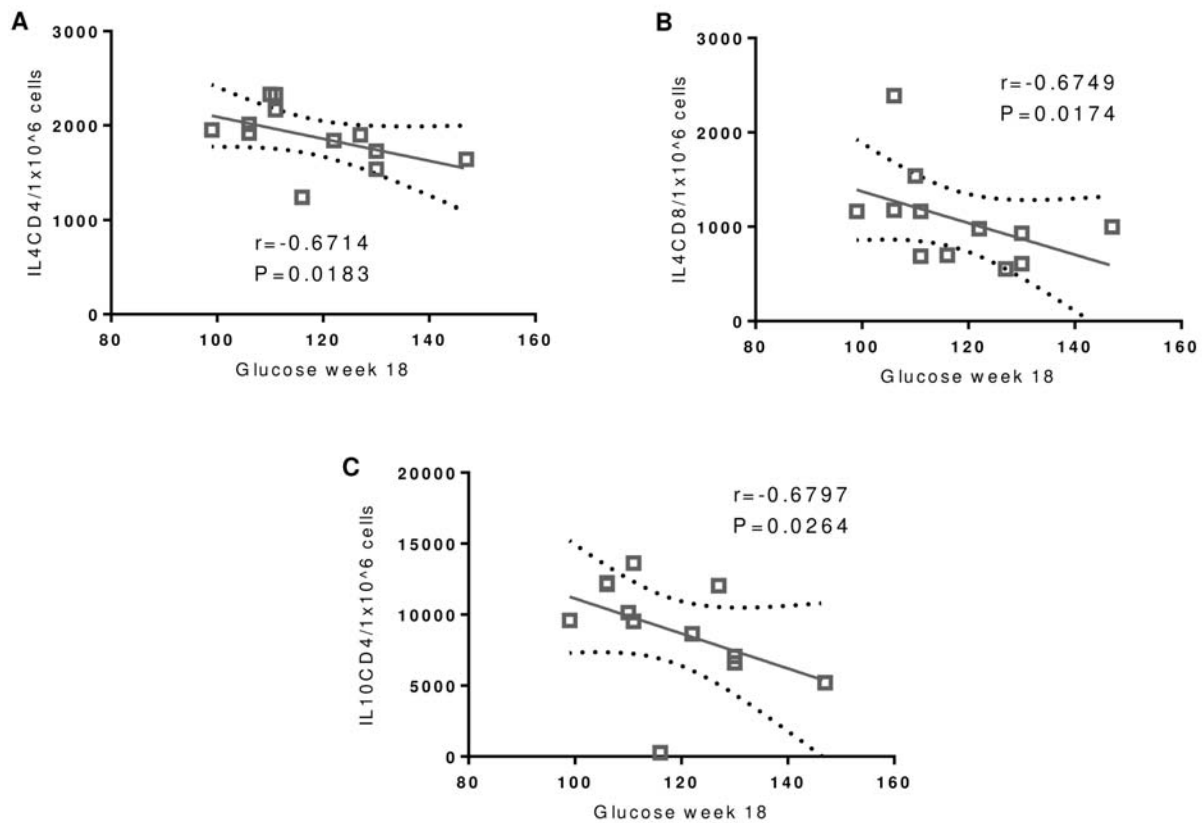 A
IL4CD4/1x10^6 cells
3000
2000
1000
0
r=-0.6714
P=0.0183
80 100 120 140 160
Glucose week 18
B
IL4CD8/1x10^6 cells
3000
2000
1000
0
r=-0.6749
P=0.0174
80 100 120 140 160
Glucose week 18
C
IL10CD4/1x10^6 cells
20000
15000
10000
5000
0
r=-0.6797
P=0.0264
80 100 120 140 160
Glucose week 18